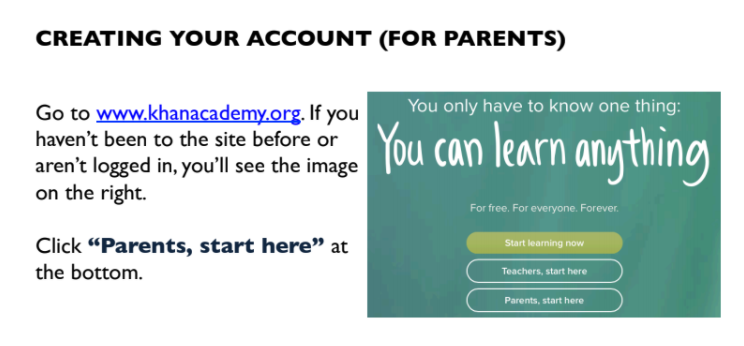 CREATING YOUR ACCOUNT (FOR PARENTS)
Go to www.khanacademy.org. If you
haven't been to the site before or
aren't logged in, you'll see the image
on the right.
Click “Parents, start here” at
the bottom.
You only have to know one thing:
You can learn anything
For free. For everyone. Forever.
Start learning now
Teachers, start here
Parents, start here